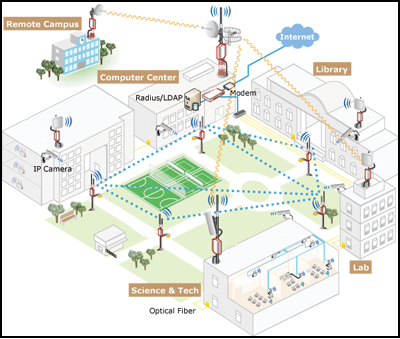 Remote Campus
Internet
Computer Center
Library
Radius/LDAP
Modem
IP Camera
Lab
Science & Tech
Optical Fiber